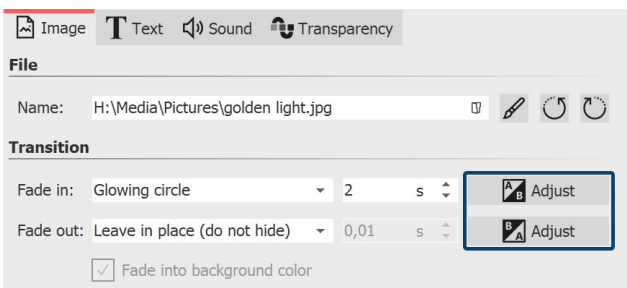 Image Text Sound Transparency
File
Name: H:\Media\Pictures\golden light.jpg
Transition
Fade in: Glowing circle 2 s A B Adjust
Fade out: Leave in place (do not hide) 0,01 s B A Adjust
Fade into background color